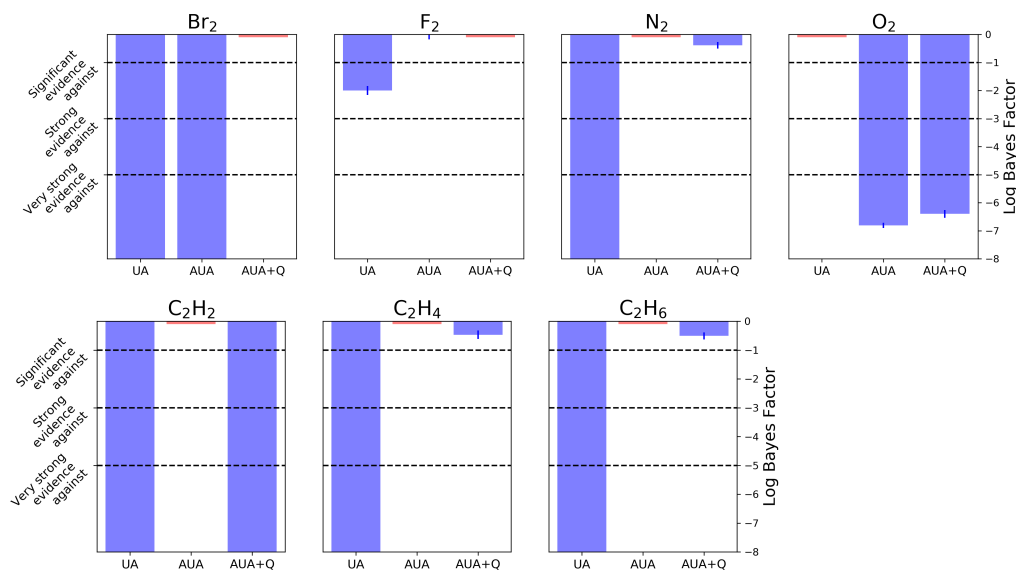 Br₂
F₂
N₂
O₂
Significant
evidence
against
Strong
evidence
against
Very strong
evidence
against
0
−1
−2
−3
−4
−5
−6
−7
−8
Log Bayes Factor
UA AUA AUA+Q
UA AUA AUA+Q
UA AUA AUA+Q
UA AUA AUA+Q
C₂H₂
C₂H₄
C₂H₆
Significant
evidence
against
Strong
evidence
against
Very strong
evidence
against
0
−1
−2
−3
−4
−5
−6
−7
−8
Log Bayes Factor
UA AUA AUA+Q
UA AUA AUA+Q
UA AUA AUA+Q